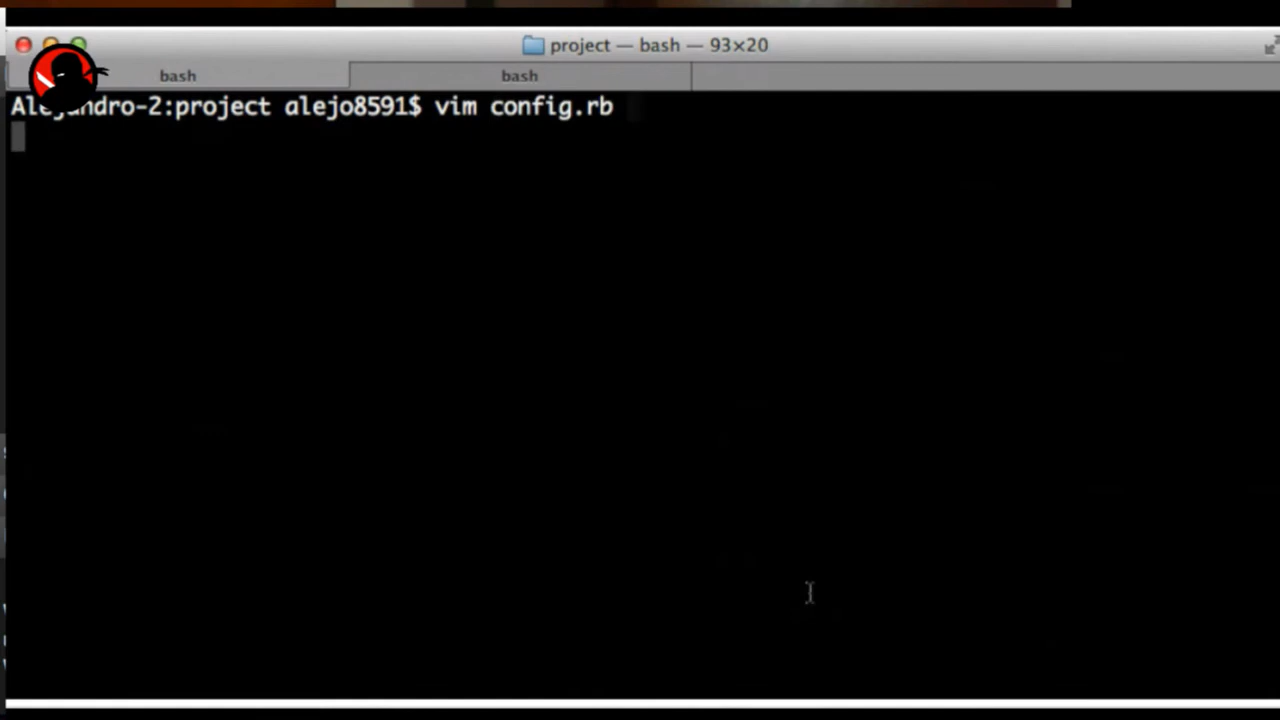 project — bash — 93×20
bash
bash
Alejandro-2:project alejo8591$ vim config.rb